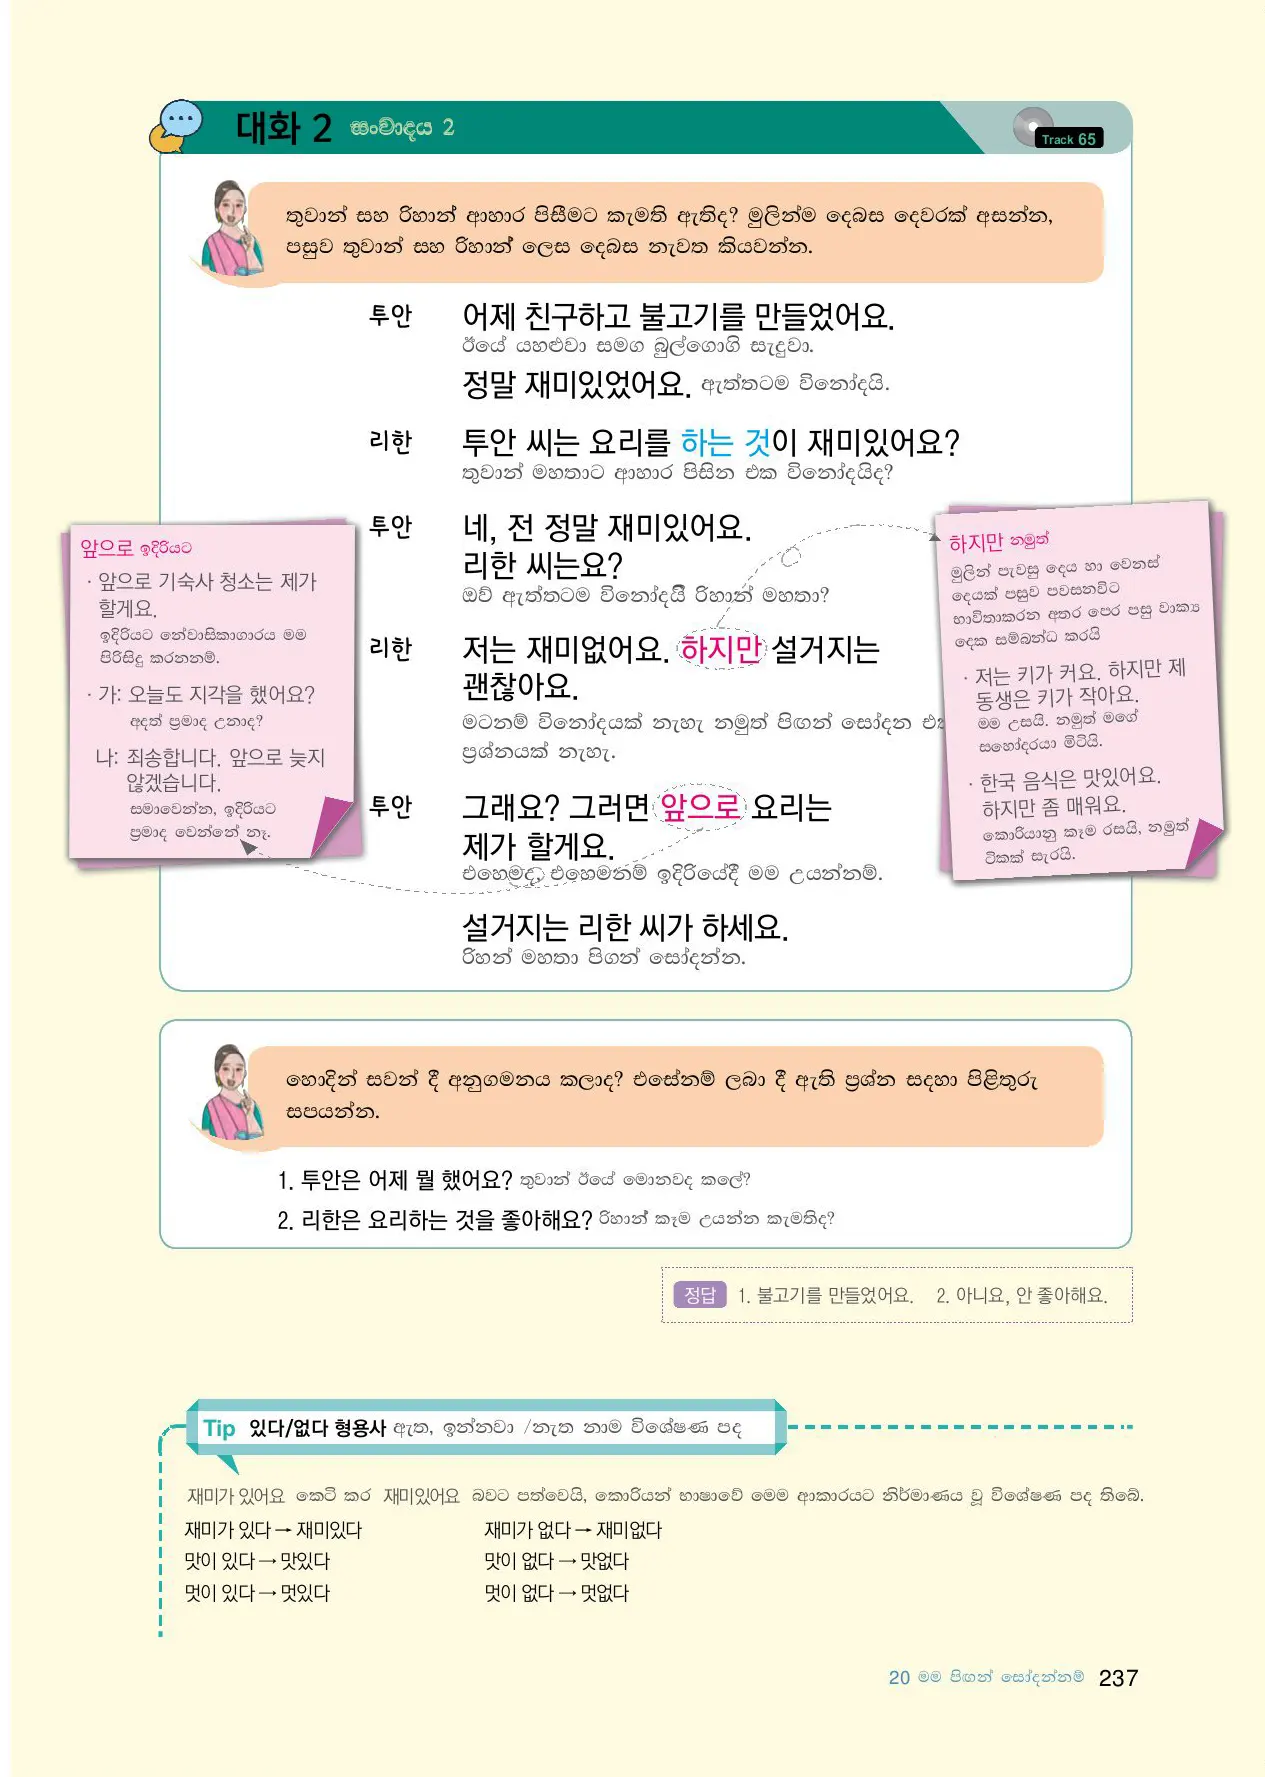 대화 2 සංවාදය 2
Track 65
තුවාන් සහ රිහාන් ආහාර පිසීමට කැමති ඇතිද? මුලින්ම දෙබස දෙවරක් අසන්න,
පසුව තුවාන් සහ රිහාන් ලෙස දෙබස නැවත කියවන්න.
투안 어제 친구하고 불고기를 만들었어요.
ඊයේ යහළුවා සමග බුල්ගොගි සැදුවා.
정말 재미있었어요. ඇත්තටම විනෝදයි.
리한 투안 씨는 요리를 하는 것이 재미있어요?
තුවාන් මහතාට ආහාර පිසින එක විනෝදයිද?
투안 네, 전 정말 재미있어요.
리한 씨는요?
ඔව් ඇත්තටම විනෝදයි රිහාන් මහතා?
리한 저는 재미없어요. 하지만 설거지는
괜찮아요.
මටනම් විනෝදයක් නැහැ නමුත් පිඟන් සෝදන
ප්‍රශ්නයක් නැහැ.
투안 그래요? 그러면 앞으로 요리는
제가 할게요.
එහෙමද, එහෙමනම් ඉදිරියේදී මම උයන්නම්.
설거지는 리한 씨가 하세요.
රිහන් මහතා පිගන් සෝදන්න.
앞으로 ඉදිරියට
· 앞으로 기숙사 청소는 제가
할게요.
ඉදිරියට නේවාසිකාගාරය මම
පිරිසිදු කරනනම්.
· 가: 오늘도 지각을 했어요?
අදත් ප්‍රමාද උනාද?
나: 죄송합니다. 앞으로 늦지
않겠습니다.
සමාවෙන්න, ඉදිරියට
ප්‍රමාද වෙන්නේ නෑ.
하지만 නමුත්
මුලින් පැවසු දෙය හා වෙනස්
දෙයක් පසුව පවසනවිට
භාවිතාකරන අතර පෙර පසු වාක්‍ය
දෙක සම්බන්ධ කරයි
· 저는 키가 커요. 하지만 제
동생은 키가 작아요.
මම උසයි. නමුත් මගේ
සහෝදරයා මිටියි.
· 한국 음식은 맛있어요.
하지만 좀 매워요.
කොරියානු කෑම රසයි, නමුත්
ටිකක් සැරයි.
හොදින් සවන් දී අනුගමනය කලාද? එසේනම් ලබා දී ඇති ප්‍රශ්න සදහා පිළිතුරු
සපයන්න.
1. 투안은 어제 뭘 했어요? තුවාන් ඊයේ මොනවද කලේ?
2. 리한은 요리하는 것을 좋아해요? රිහාන් කෑම උයන්න කැමතිද?
정답 1. 불고기를 만들었어요. 2. 아니요, 안 좋아해요.
Tip 있다/없다 형용사 ඇත, ඉන්නවා /නැත නාම විශේෂණ පද
재미가 있어요 කෙටි කර 재미있어요 බවට පත්වෙයි, කොරියන් භාෂාවේ මෙම ආකාරයට නිර්මාණය වූ විශේෂණ පද තිබේ.
재미가 있다 → 재미있다 재미가 없다 → 재미없다
맛이 있다 → 맛있다 맛이 없다 → 맛없다
멋이 있다 → 멋있다 멋이 없다 → 멋없다
20 මම පිඟන් සෝදන්නම් 237